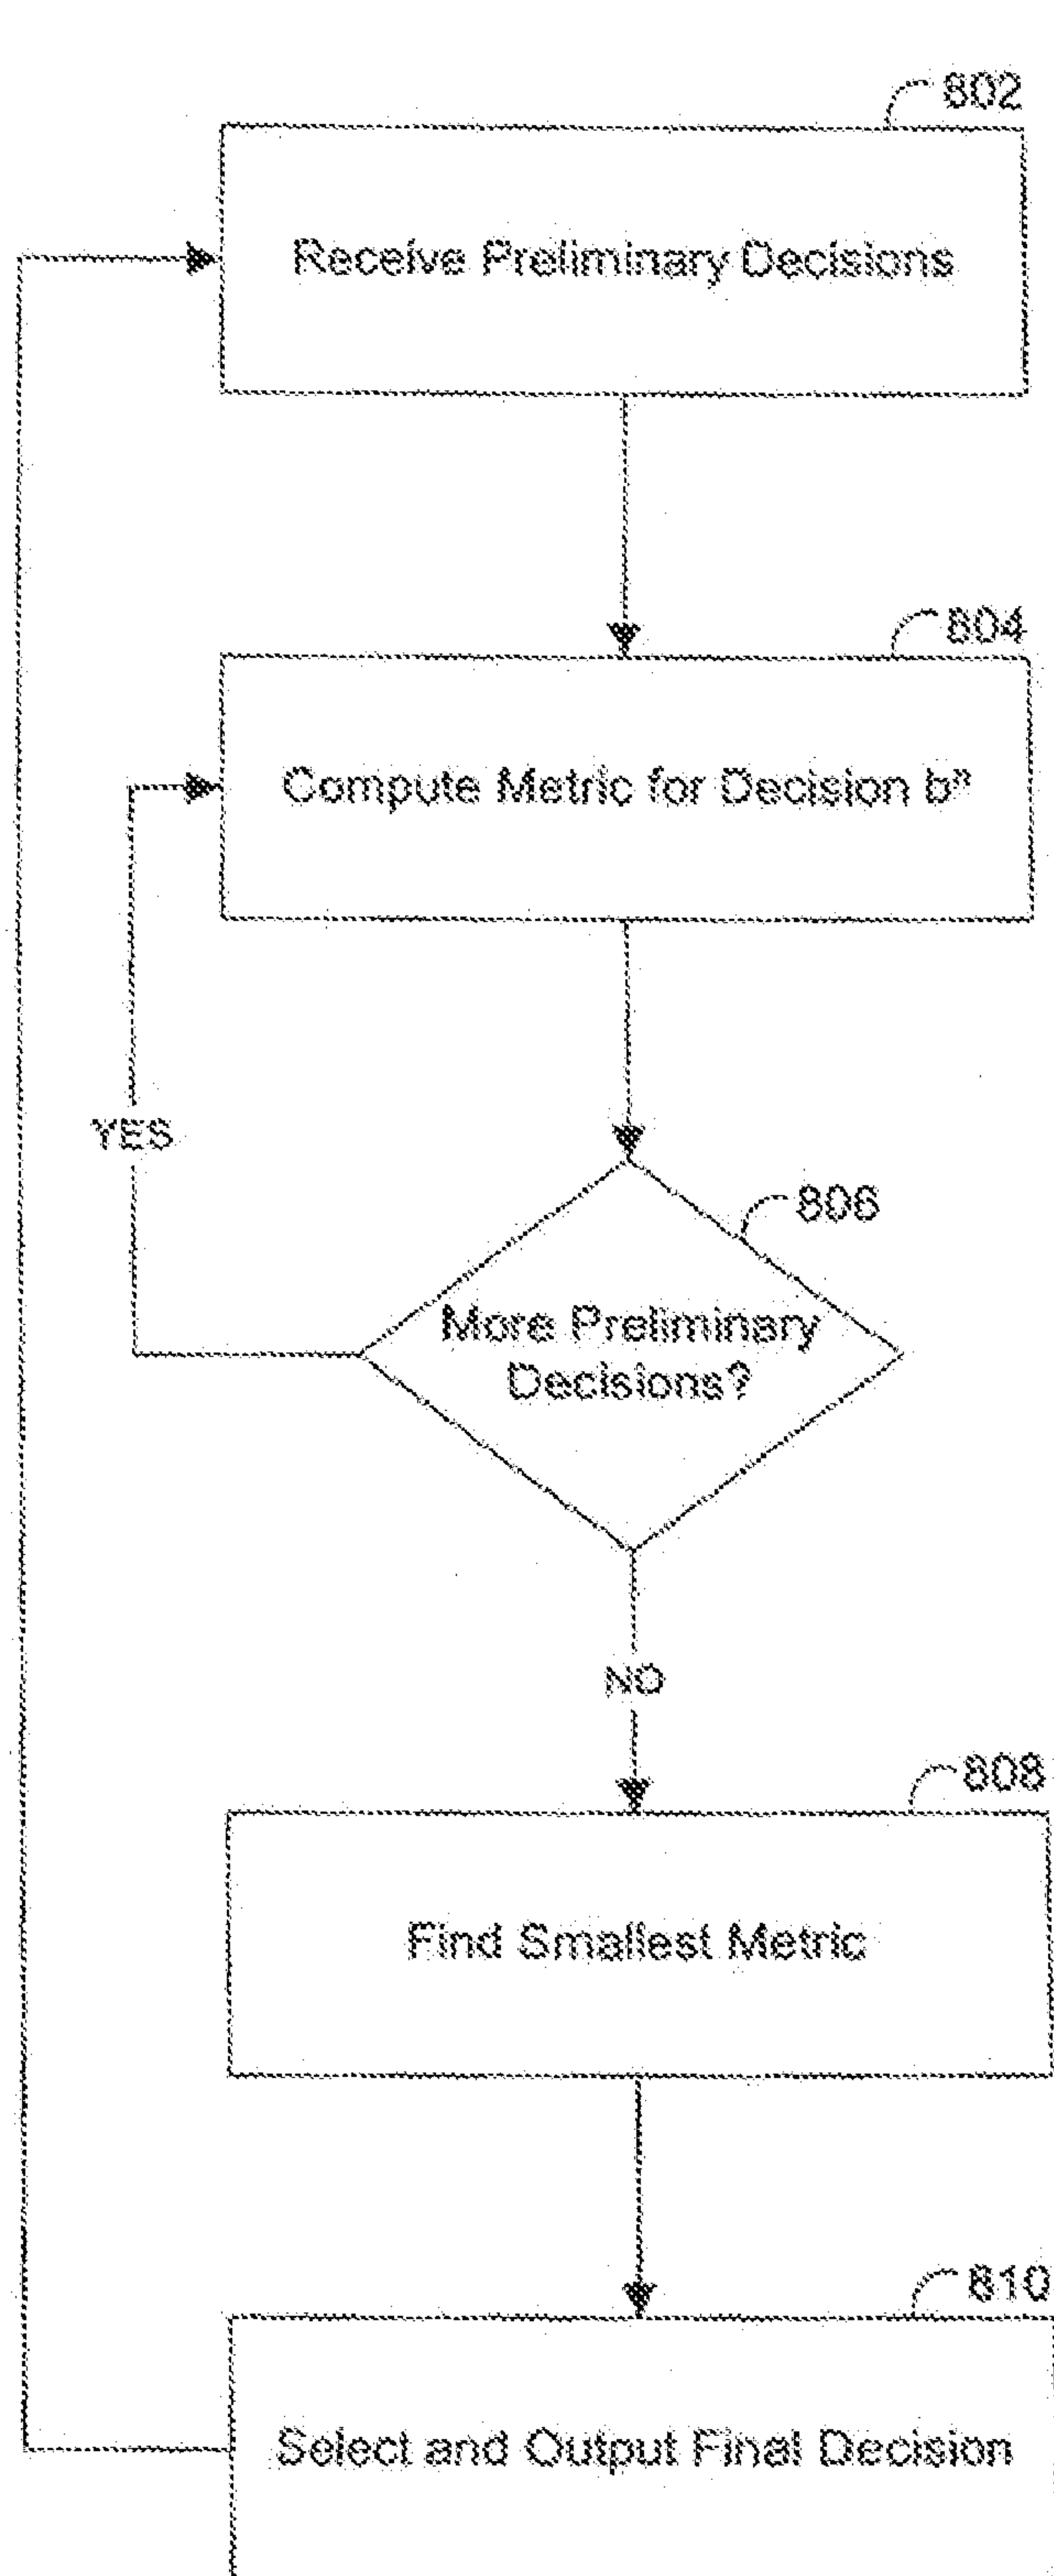 802
Receive Preliminary Decisions
804
Compute Metric for Decision bⁿ
YES
806
More Preliminary
Decisions?
NO
808
Find Smallest Metric
810
Select and Output Final Decision